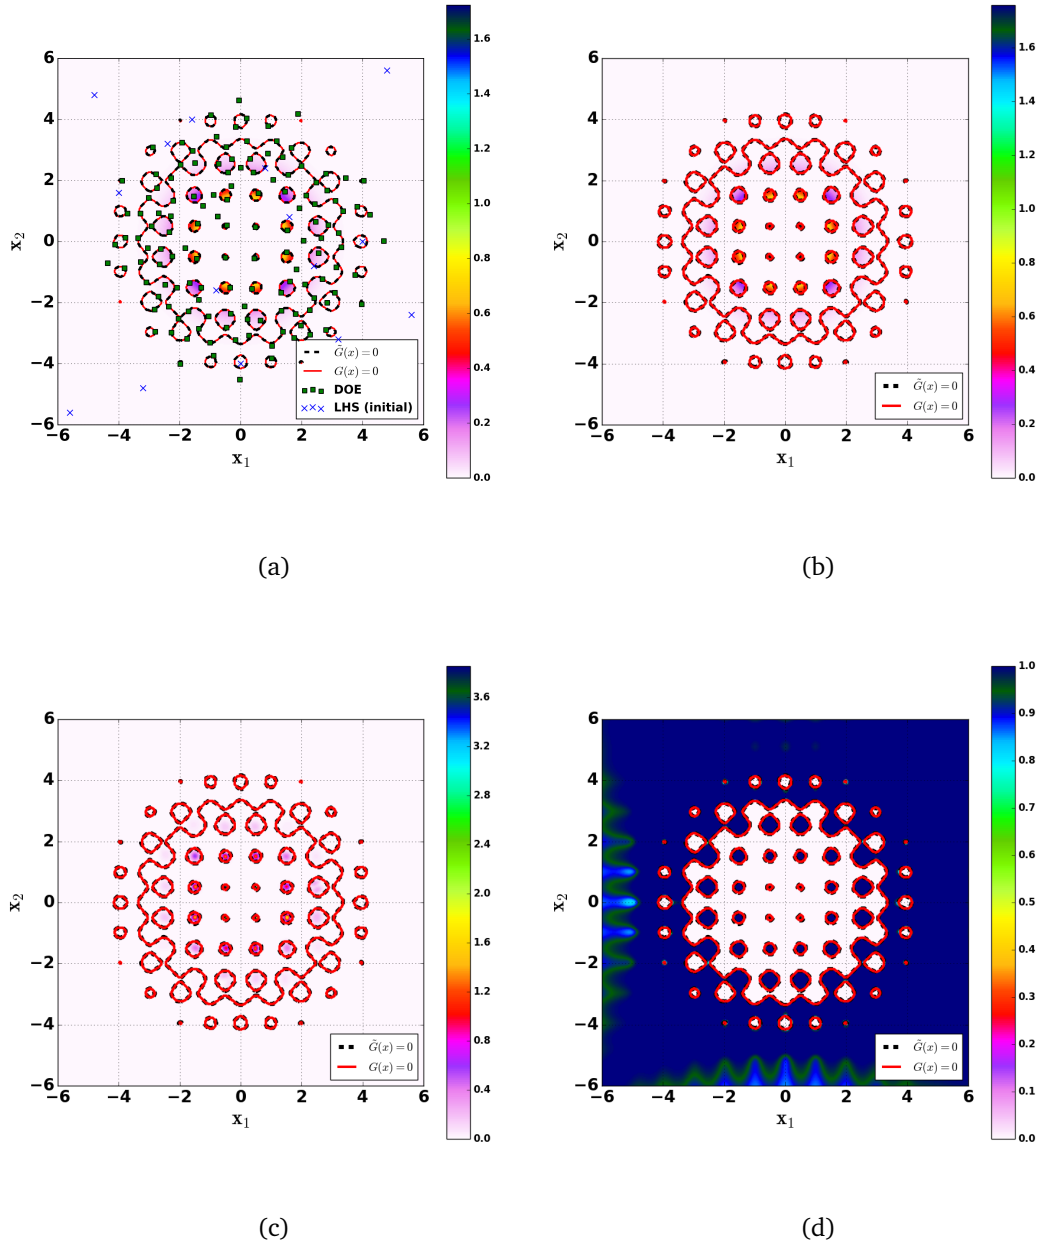 6
4
2
0
−2
−4
−6
x₂
−6 −4 −2 0 2 4 6
x₁
G̃(x) = 0
G(x) = 0
DOE
LHS (initial)
1.6
1.4
1.2
1.0
0.8
0.6
0.4
0.2
0.0
(a)
6
4
2
0
−2
−4
−6
x₂
−6 −4 −2 0 2 4 6
x₁
G̃(x) = 0
G(x) = 0
1.6
1.4
1.2
1.0
0.8
0.6
0.4
0.2
0.0
(b)
6
4
2
0
−2
−4
−6
x₂
−6 −4 −2 0 2 4 6
x₁
G̃(x) = 0
G(x) = 0
3.6
3.2
2.8
2.4
2.0
1.6
1.2
0.8
0.4
0.0
(c)
6
4
2
0
−2
−4
−6
x₂
−6 −4 −2 0 2 4 6
x₁
G̃(x) = 0
G(x) = 0
1.0
0.9
0.8
0.7
0.6
0.5
0.4
0.3
0.2
0.1
0.0
(d)